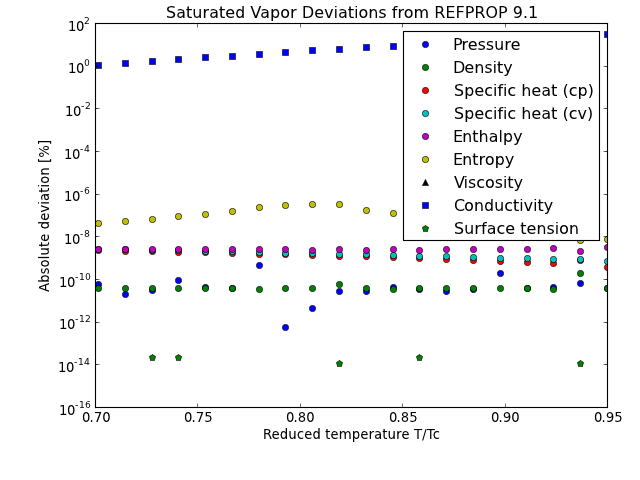 Saturated Vapor Deviations from REFPROP 9.1
Absolute deviation [%]
10^2
10^0
10^-2
10^-4
10^-6
10^-8
10^-10
10^-12
10^-14
10^-16
Pressure
Density
Specific heat (cp)
Specific heat (cv)
Enthalpy
Entropy
Viscosity
Conductivity
Surface tension
0.70 0.75 0.80 0.85 0.90 0.95
Reduced temperature T/Tc